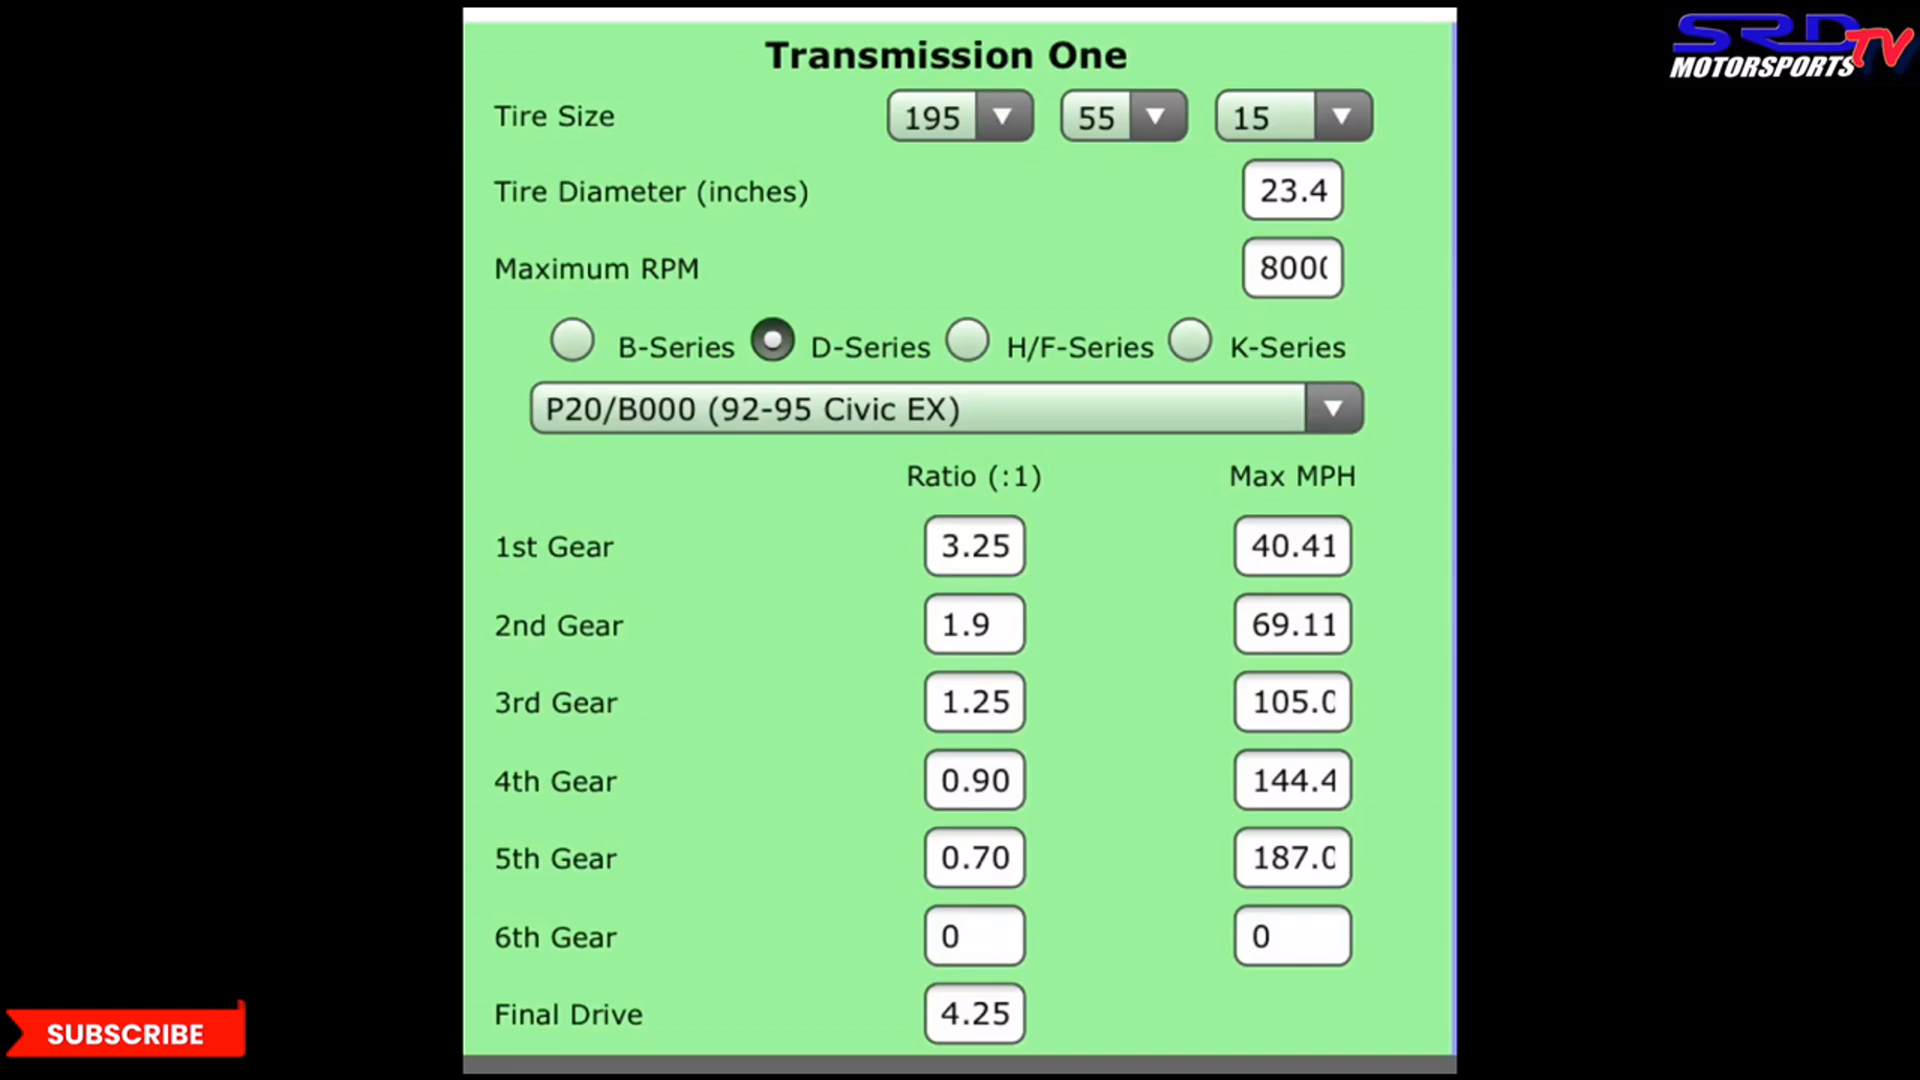 Transmission One
SRD TV
MOTORSPORTS
Tire Size 195 55 15
Tire Diameter (inches) 23.4
Maximum RPM 8000
B-Series D-Series H/F-Series K-Series
P20/B000 (92-95 Civic EX)
Ratio (:1) Max MPH
1st Gear 3.25 40.41
2nd Gear 1.9 69.11
3rd Gear 1.25 105.0
4th Gear 0.90 144.4
5th Gear 0.70 187.0
6th Gear 0 0
Final Drive 4.25
SUBSCRIBE